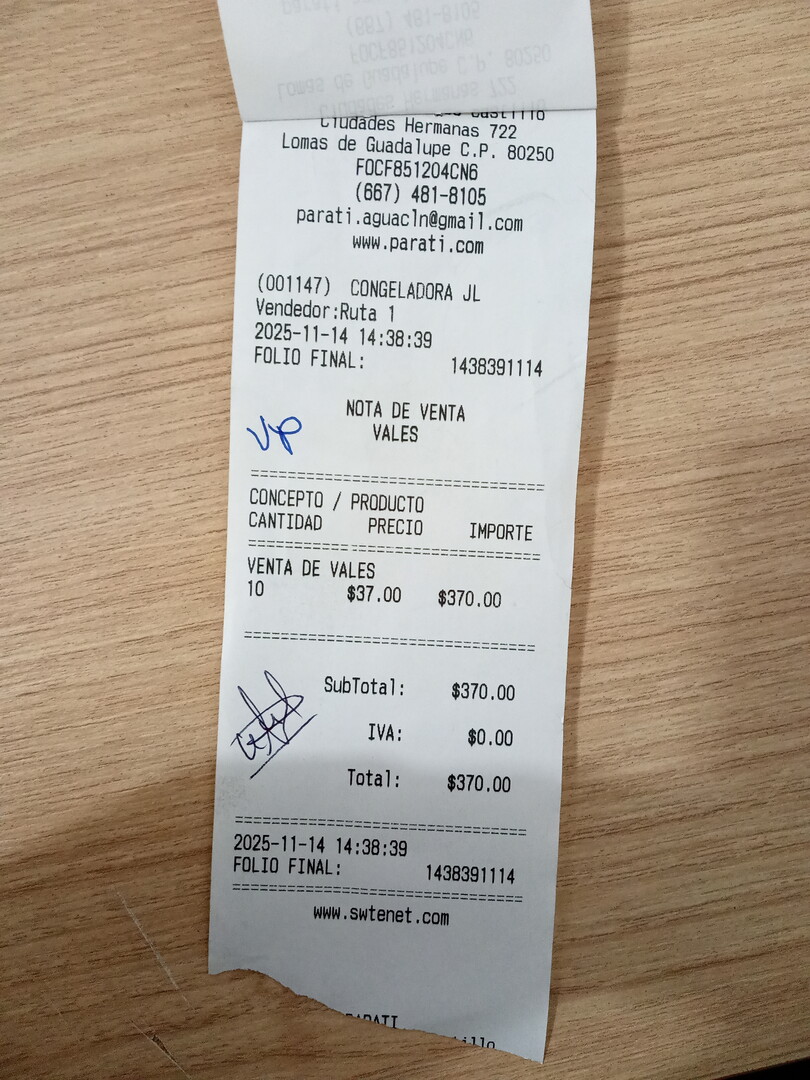 Ciudades Hermanas 722
Lomas de Guadalupe C.P. 80250
FOCF851204CN6
(667) 481-8105
parati.aguacln@gmail.com
www.parati.com
(001147) CONGELADORA JL
Vendedor:Ruta 1
2025-11-14 14:38:39
FOLIO FINAL: 1438391114
NOTA DE VENTA
VALES
VP
CONCEPTO / PRODUCTO
CANTIDAD PRECIO IMPORTE
VENTA DE VALES
10 $37.00 $370.00
SubTotal: $370.00
IVA: $0.00
Total: $370.00
2025-11-14 14:38:39
FOLIO FINAL: 1438391114
www.swtenet.com
PARATI